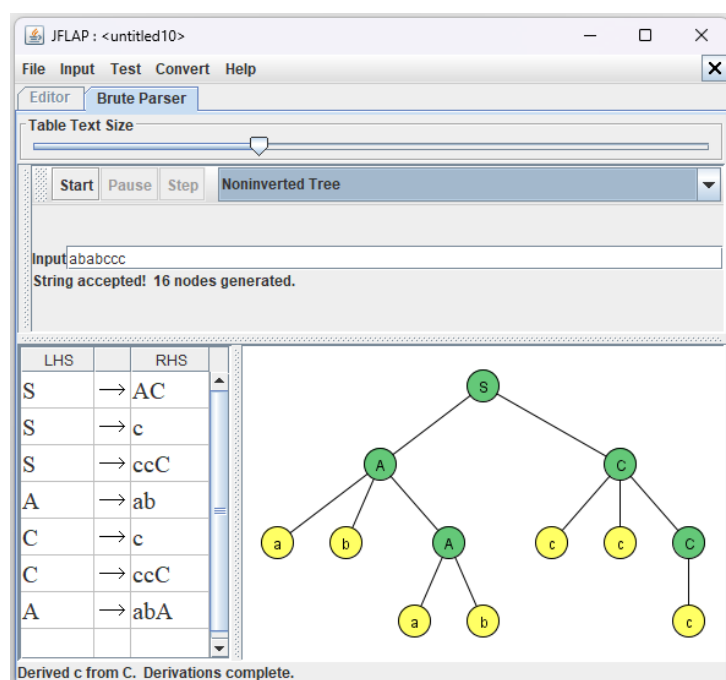 JFLAP : <untitled10>
File Input Test Convert Help
Editor Brute Parser
Table Text Size
Start Pause Step Noninverted Tree
Input ababccc
String accepted! 16 nodes generated.
LHS RHS
S → AC
S → c
S → ccC
A → ab
C → c
C → ccC
A → abA
S
A C
a b A c c C
a b c
Derived c from C. Derivations complete.